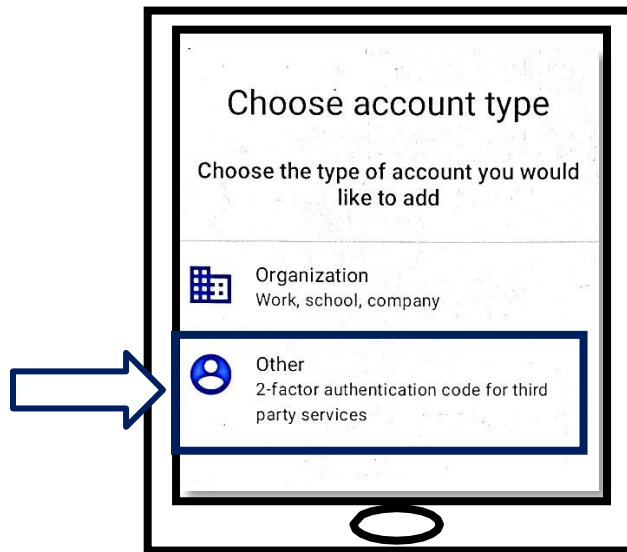 Choose account type
Choose the type of account you would
like to add
Organization
Work, school, company
Other
2-factor authentication code for third
party services